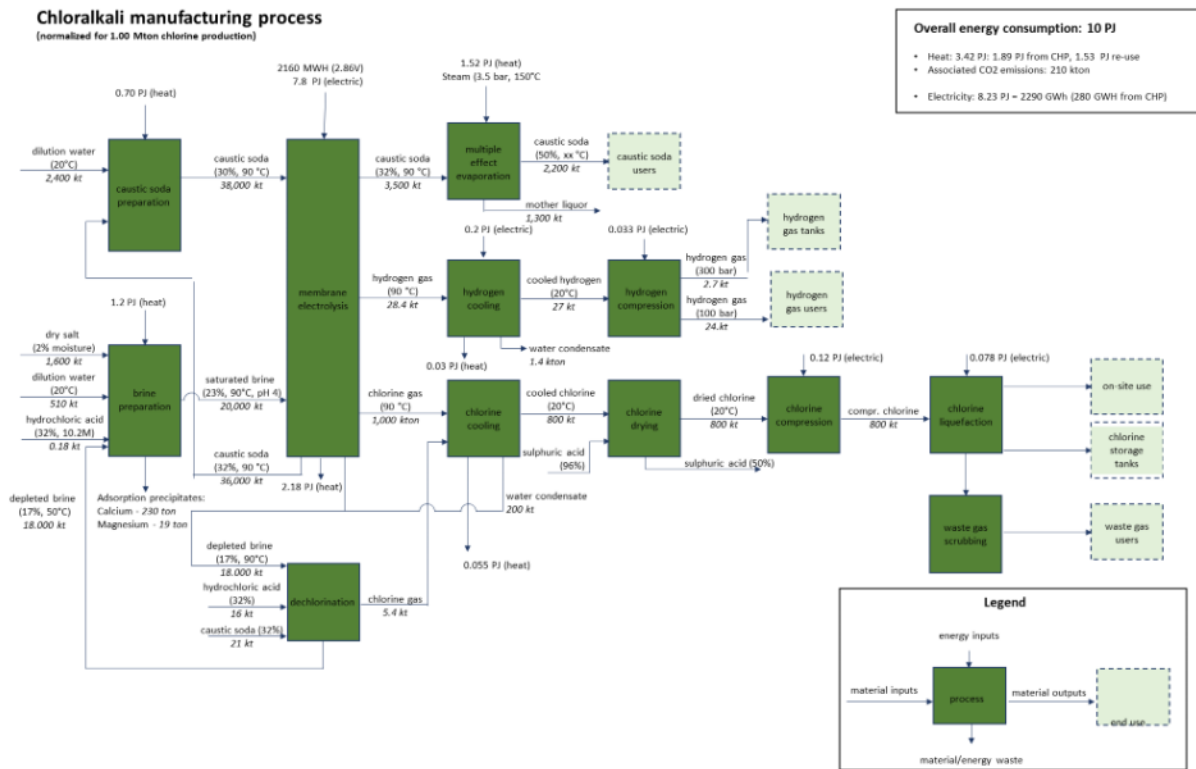 Chloralkali manufacturing process
(normalized for 1.00 Mton chlorine production)
Overall energy consumption: 10 PJ
• Heat: 3.42 PJ: 1.89 PJ from CHP, 1.53 PJ re-use
• Associated CO2 emissions: 210 kton
• Electricity: 8.23 PJ = 2290 GWh (280 GWH from CHP)
2160 MWH (2.86V)
7.8 PJ (electric)
1.52 PJ (heat)
Steam (3.5 bar, 150°C
0.70 PJ (heat)
dilution water
(20°C)
2,400 kt
caustic soda
preparation
caustic soda
(30%, 90 °C)
38,000 kt
membrane
electrolysis
caustic soda
(32%, 90 °C)
3,500 kt
multiple
effect
evaporation
caustic soda
(50%, xx °C)
2,200 kt
caustic soda
users
mother liquor
1,300 kt
0.2 PJ (electric)
0.033 PJ (electric)
hydrogen gas
(90 °C)
28.4 kt
hydrogen
cooling
cooled hydrogen
(20°C)
27 kt
hydrogen
compression
hydrogen gas
(300 bar)
2.7 kt
hydrogen
gas tanks
hydrogen gas
(100 bar)
24.kt
hydrogen
gas users
0.03 PJ (heat)
water condensate
1.4 kton
1.2 PJ (heat)
dry salt
(2% moisture)
1,600 kt
dilution water
(20°C)
510 kt
hydrochloric acid
(32%, 10.2M)
0.18 kt
brine
preparation
saturated brine
(23%, 90°C, pH 4)
20,000 kt
caustic soda
(32%, 90 °C)
36,000 kt
2.18 PJ (heat)
depleted brine
(17%, 50°C)
18.000 kt
Adsorption precipitates:
Calcium - 230 ton
Magnesium - 19 ton
chlorine gas
(90 °C)
1,000 kton
chlorine
cooling
cooled chlorine
(20°C)
800 kt
sulphuric acid
(96%)
chlorine
drying
sulphuric acid (50%)
dried chlorine
(20°C)
800 kt
0.12 PJ (electric)
chlorine
compression
compr. chlorine
800 kt
0.078 PJ (electric)
chlorine
liquefaction
on-site use
chlorine
storage
tanks
waste gas
scrubbing
waste gas
users
water condensate
200 kt
0.055 PJ (heat)
depleted brine
(17%, 90°C)
18.000 kt
hydrochloric acid
(32%)
16 kt
caustic soda (32%)
21 kt
dechlorination
chlorine gas
5.4 kt
Legend
energy inputs
material inputs
process
material outputs
end use
material/energy waste